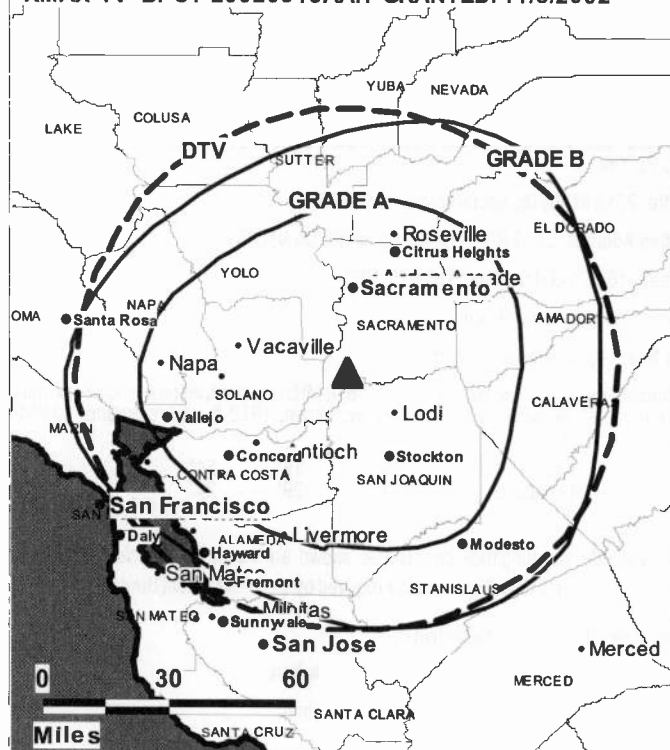 YUBA
NEVADA
COLUSA
LAKE
DTV
GRADE B
SUTTER
GRADE A
EL DORADO
Roseville
Citrus Heights
YOLO
Sacramento
NAPA
OMA
Santa Rosa
SACRAMENTO
AMADOR
Vacaville
Napa
SOLANO
CALAVERA
Lodi
Vallejo
MARIN
Concord
ntioch
Stockton
CONTRA COSTA
SAN JOAQUIN
San Francisco
SAN
Daly
ALAMEDA
Livermore
Hayward
Modesto
San Mateo
Fremont
STANISLAUS
Milpitas
SAN MATEO
Sunnyvale
San Jose
Merced
0 30 60
MERCED
SANTA CLARA
Miles
SANTA CRUZ